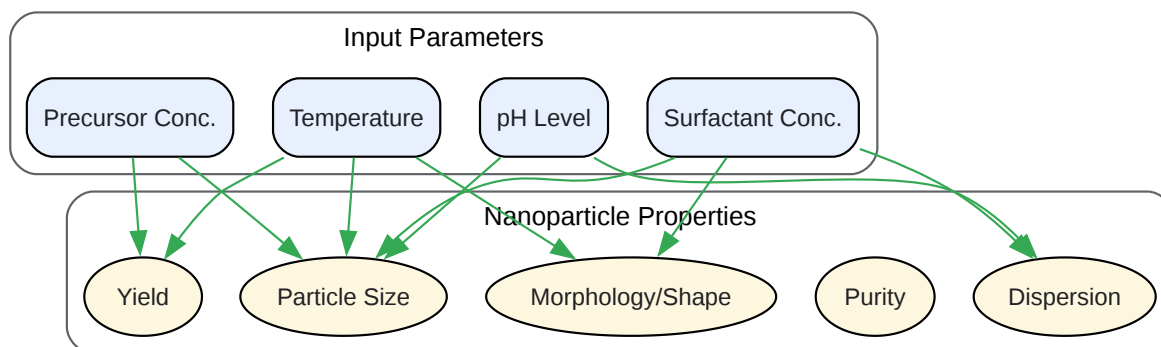 Input Parameters
Precursor Conc.
Temperature
pH Level
Surfactant Conc.
Nanoparticle Properties
Yield
Particle Size
Morphology/Shape
Purity
Dispersion